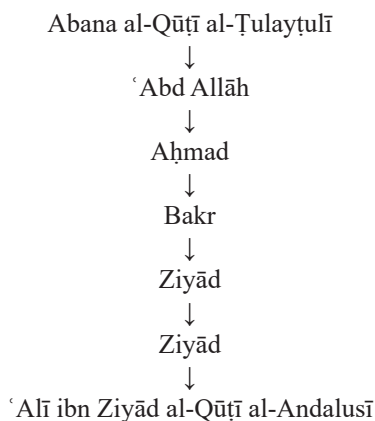 Abana al-Qūṭī al-Ṭulayṭulī
↓
ʿAbd Allāh
↓
Aḥmad
↓
Bakr
↓
Ziyād
↓
Ziyād
↓
ʿAlī ibn Ziyād al-Qūṭī al-Andalusī